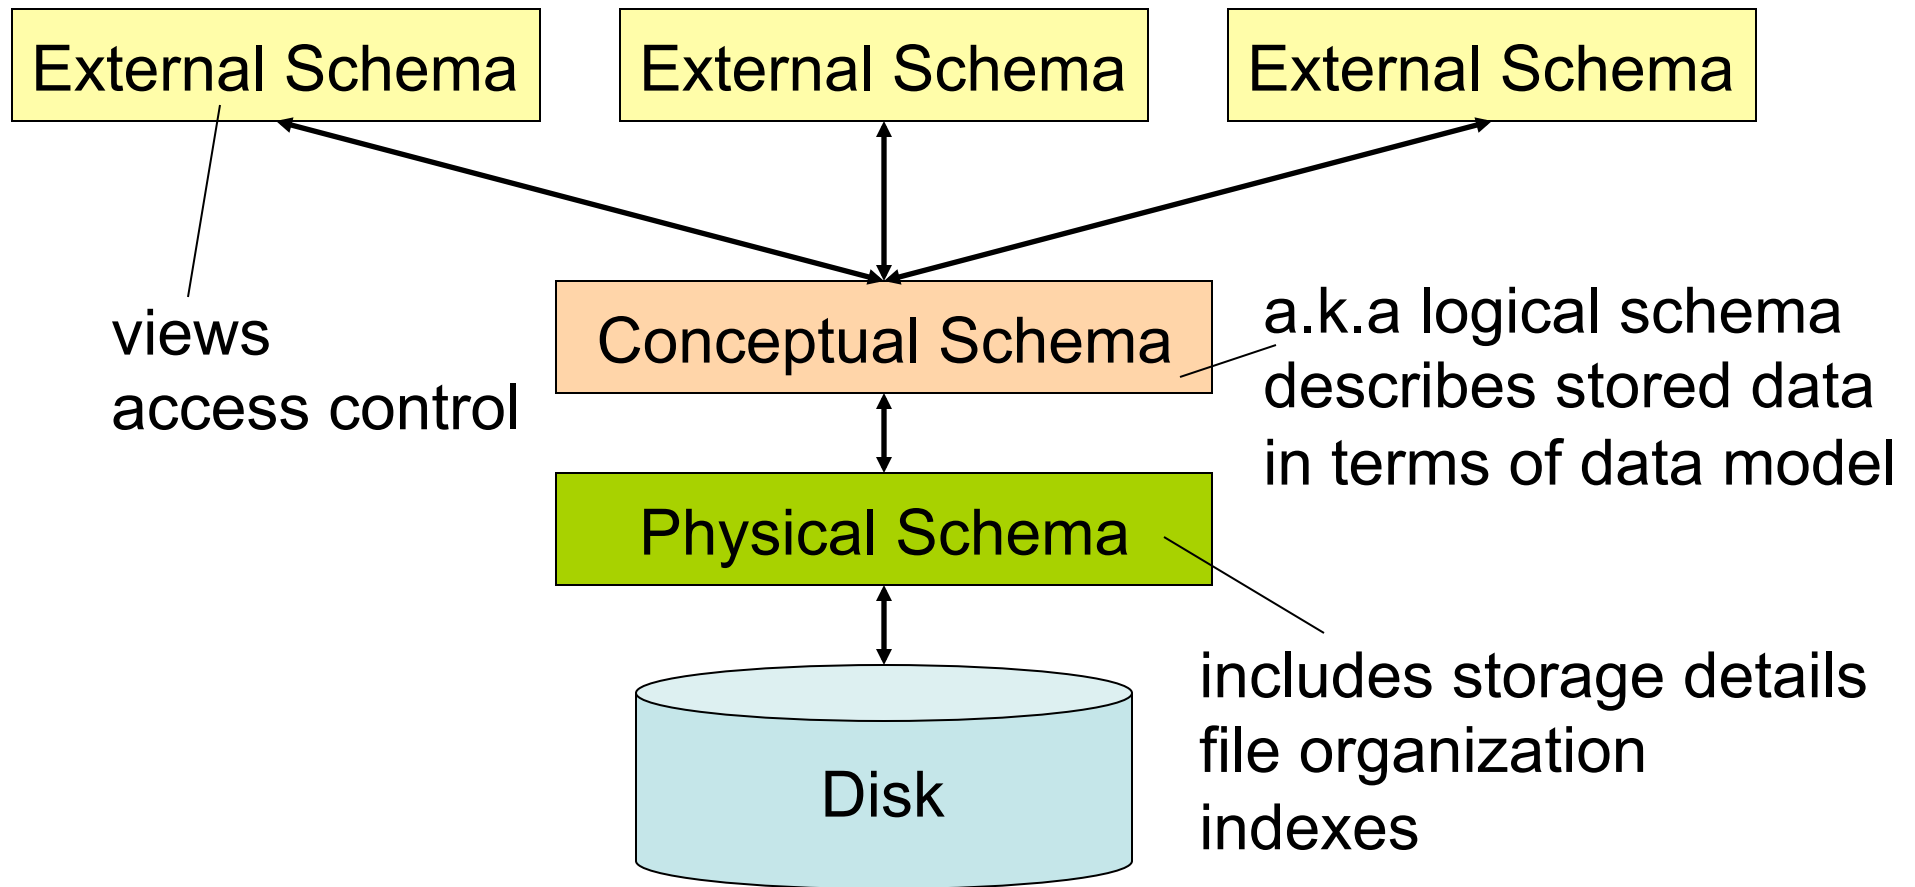 External Schema
External Schema
External Schema
views
access control
Conceptual Schema
a.k.a logical schema
describes stored data
in terms of data model
Physical Schema
includes storage details
file organization
indexes
Disk